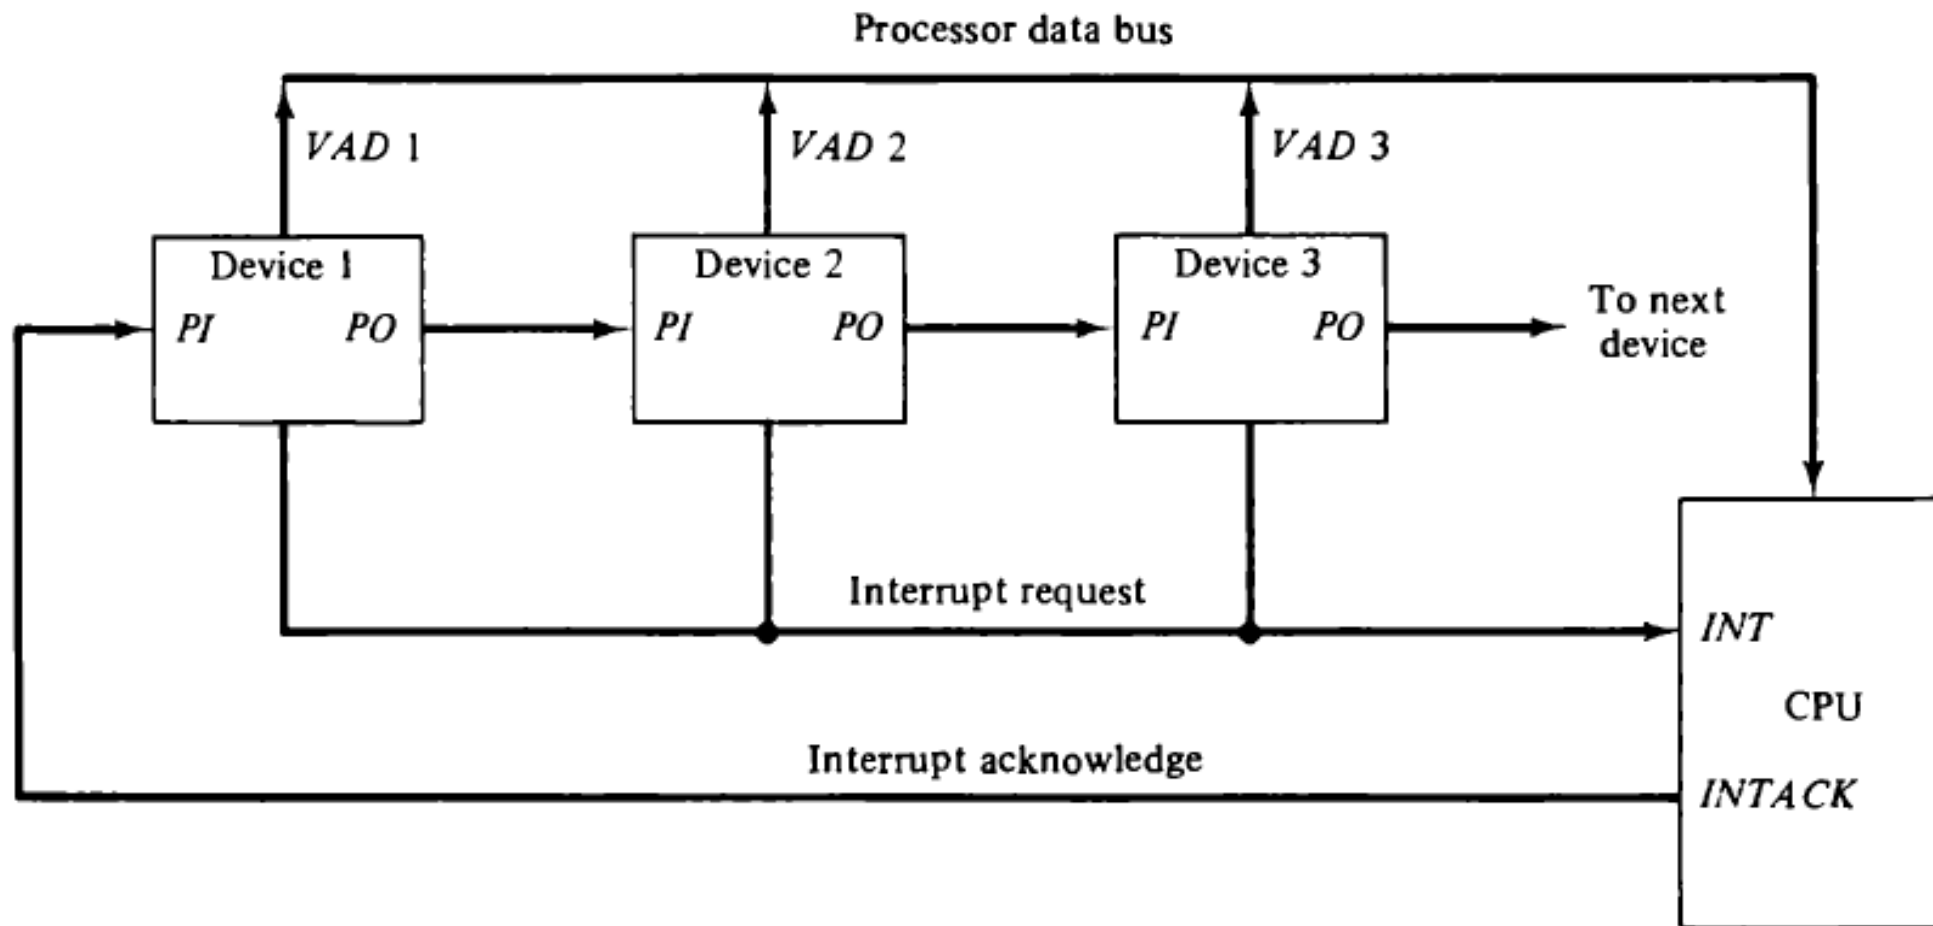 Processor data bus
VAD 1
VAD 2
VAD 3
Device 1
PI
PO
Device 2
PI
PO
Device 3
PI
PO
To next
device
Interrupt request
INT
CPU
Interrupt acknowledge
INTACK